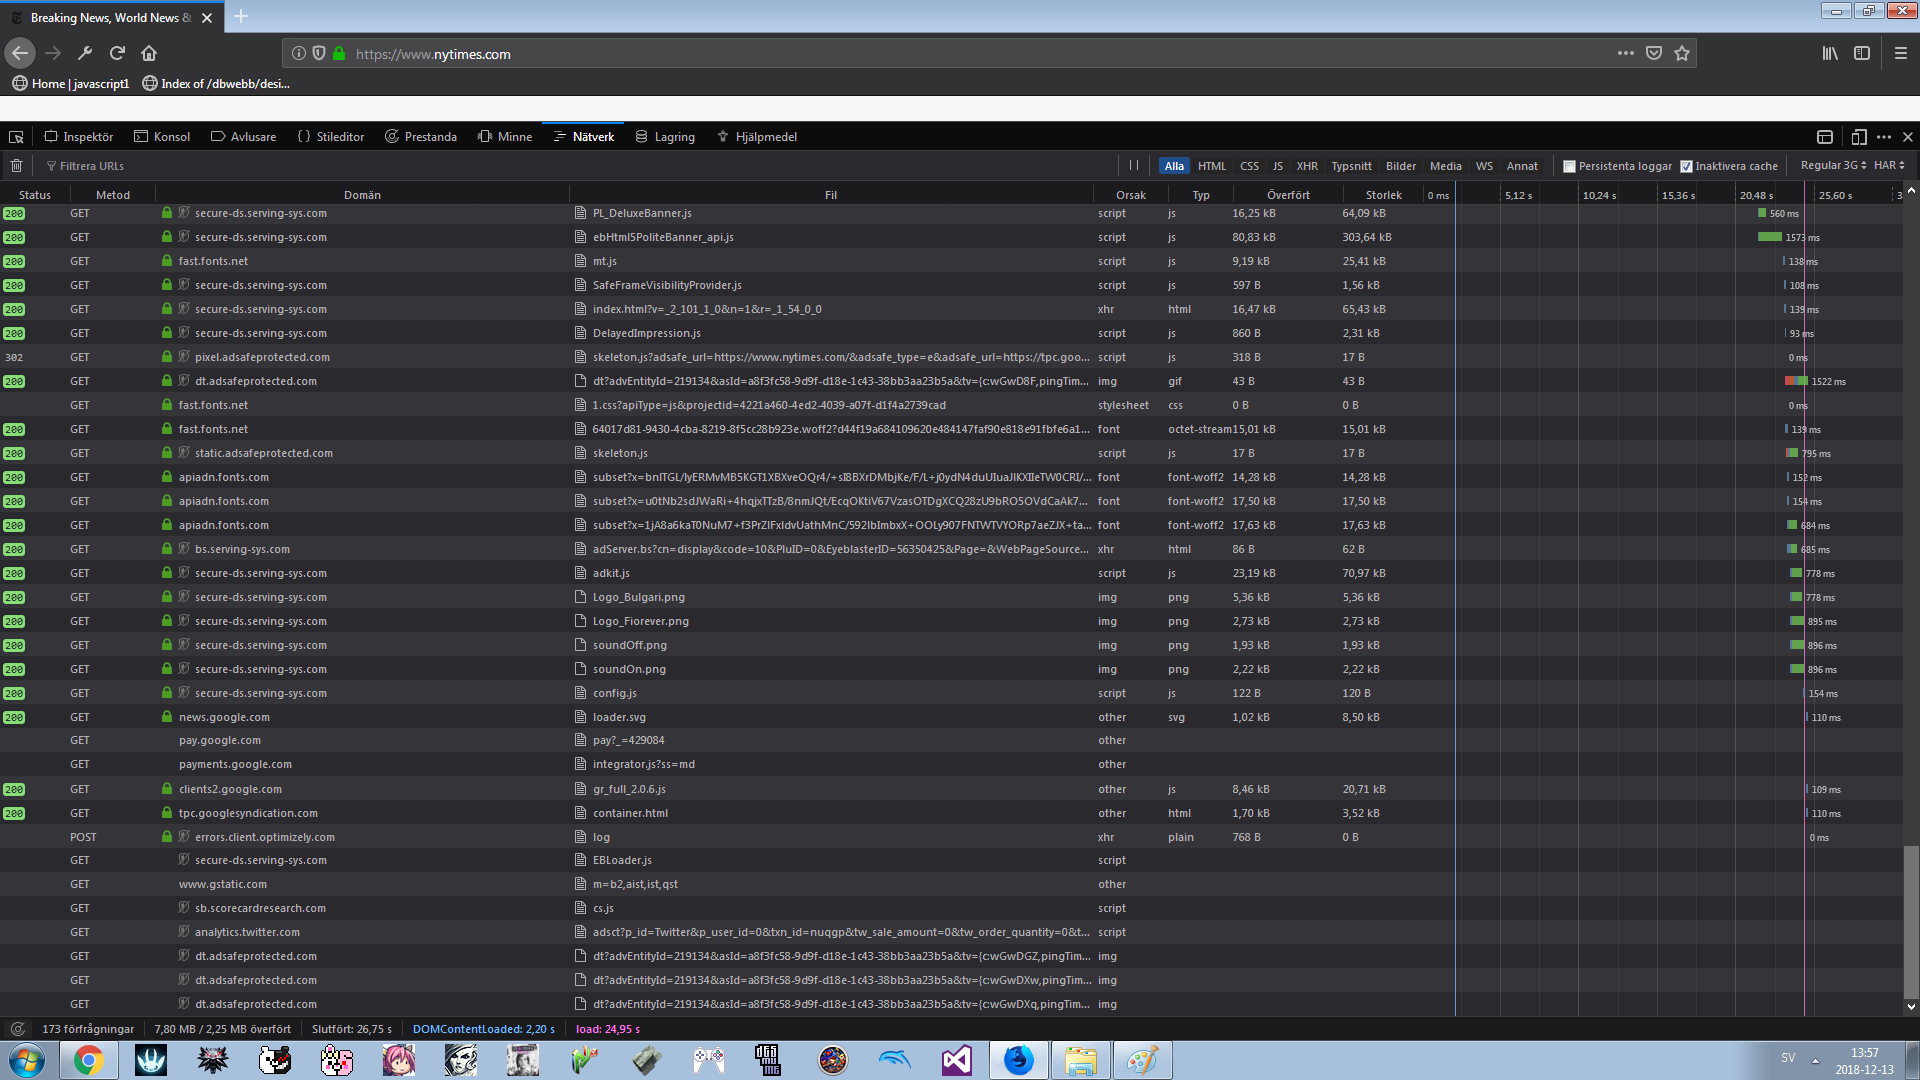 Breaking News, World News &
https://www.nytimes.com
Home | javascript1 Index of /dbwebb/desi...
Inspektör Konsol Avlusare Stileditor Prestanda Minne Nätverk Lagring Hjälpmedel
Filtrera URLs Alla HTML CSS JS XHR Typsnitt Bilder Media WS Annat Persistenta loggar Inaktivera cache Regular 3G HAR
Status Metod Domän Fil Orsak Typ Överfört Storlek 0 ms 5,12 s 10,24 s 15,36 s 20,48 s 25,60 s 3
200 GET secure-ds.serving-sys.com PL_DeluxeBanner.js script js 16,25 kB 64,09 kB 560 ms
200 GET secure-ds.serving-sys.com ebHtml5PoliteBanner_api.js script js 80,83 kB 303,64 kB 1573 ms
200 GET fast.fonts.net mt.js script js 9,19 kB 25,41 kB 138 ms
200 GET secure-ds.serving-sys.com SafeFrameVisibilityProvider.js script js 597 B 1,56 kB 108 ms
200 GET secure-ds.serving-sys.com index.html?v=_2_101_1_0&n=1&r=_1_54_0_0 xhr html 16,47 kB 65,43 kB 139 ms
200 GET secure-ds.serving-sys.com DelayedImpression.js script js 860 B 2,31 kB 93 ms
302 GET pixel.adsafeprotected.com skeleton.js?adsafe_url=https://www.nytimes.com/&adsafe_type=e&adsafe_url=https://tpc.goo... script js 318 B 17 B 0 ms
200 GET dt.adsafeprotected.com dt?advEntityId=219134&asId=a8f3fc58-9d9f-d18e-1c43-38bb3aa23b5a&tv={c:wGwD8F,pingTim... img gif 43 B 43 B 1522 ms
GET fast.fonts.net 1.css?apiType=js&projectid=4221a460-4ed2-4039-a07f-d1f4a2739cad stylesheet css 0 B 0 B 0 ms
200 GET fast.fonts.net 64017d81-9430-4cba-8219-8f5cc28b923e.woff2?d44f19a684109620e484147faf90e818e91fbfe6a1... font octet-stream 15,01 kB 15,01 kB 139 ms
200 GET static.adsafeprotected.com skeleton.js script js 17 B 17 B 795 ms
200 GET apiadn.fonts.com font font-woff2 14,28 kB 14,28 kB 152 ms
200 GET apiadn.fonts.com font font-woff2 17,50 kB 17,50 kB 154 ms
200 GET apiadn.fonts.com font font-woff2 17,63 kB 17,63 kB 684 ms
200 GET bs.serving-sys.com adServer.bs?cn=display&code=10&PluID=0&EyeblasterID=56350425&Page=&WebPageSource... xhr html 86 B 62 B 685 ms
200 GET secure-ds.serving-sys.com adkit.js script js 23,19 kB 70,97 kB 778 ms
200 GET secure-ds.serving-sys.com Logo_Bulgari.png img png 5,36 kB 5,36 kB 778 ms
200 GET secure-ds.serving-sys.com Logo_Fiorever.png img png 2,73 kB 2,73 kB 895 ms
200 GET secure-ds.serving-sys.com soundOff.png img png 1,93 kB 1,93 kB 896 ms
200 GET secure-ds.serving-sys.com soundOn.png img png 2,22 kB 2,22 kB 896 ms
200 GET secure-ds.serving-sys.com config.js script js 122 B 120 B 154 ms
200 GET news.google.com loader.svg other svg 1,02 kB 8,50 kB 110 ms
GET pay.google.com pay?_=429084 other
GET payments.google.com integrator.js?ss=md other
200 GET clients2.google.com gr_full_2.0.6.js other js 8,46 kB 20,71 kB 109 ms
200 GET tpc.googlesyndication.com container.html other html 1,70 kB 3,52 kB 110 ms
POST errors.client.optimizely.com log xhr plain 768 B 0 B 0 ms
GET secure-ds.serving-sys.com EBLoader.js script
GET www.gstatic.com m=b2,aist,ist,qst other
GET sb.scorecardresearch.com cs.js script
GET analytics.twitter.com adsct?p_id=Twitter&p_user_id=0&txn_id=nuqgp&tw_sale_amount=0&tw_order_quantity=0&t... script
GET dt.adsafeprotected.com dt?advEntityId=219134&asId=a8f3fc58-9d9f-d18e-1c43-38bb3aa23b5a&tv={c:wGwDGZ,pingTim... img
GET dt.adsafeprotected.com dt?advEntityId=219134&asId=a8f3fc58-9d9f-d18e-1c43-38bb3aa23b5a&tv={c:wGwDXw,pingTim... img
GET dt.adsafeprotected.com dt?advEntityId=219134&asId=a8f3fc58-9d9f-d18e-1c43-38bb3aa23b5a&tv={c:wGwDXq,pingTim... img
173 förfrågningar 7,80 MB / 2,25 MB överfört Slutfört: 26,75 s DOMContentLoaded: 2,20 s load: 24,95 s
SV 13:57
2018-12-13